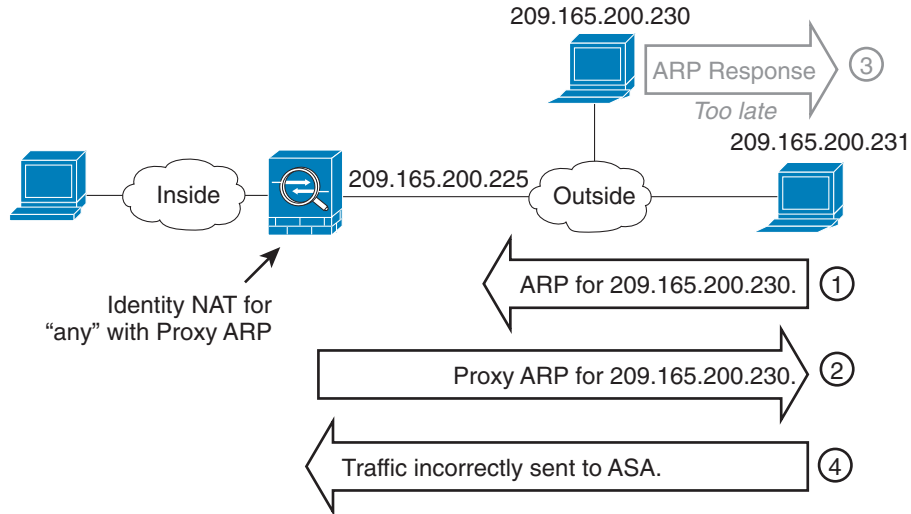 209.165.200.230
ARP Response
3
Too late
209.165.200.231
Inside
209.165.200.225
Outside
Identity NAT for
“any” with Proxy ARP
ARP for 209.165.200.230.
1
Proxy ARP for 209.165.200.230.
2
Traffic incorrectly sent to ASA.
4